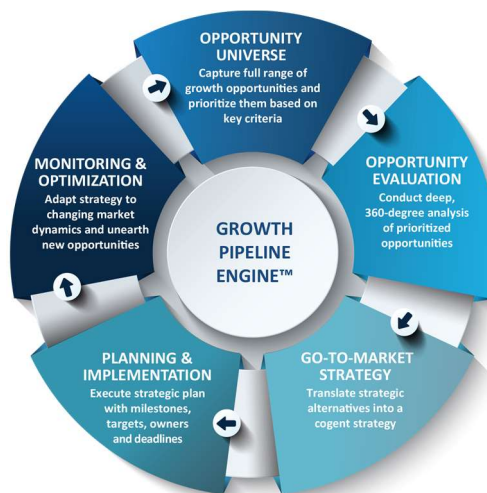 OPPORTUNITY
UNIVERSE
Capture full range of
growth opportunities and
prioritize them based on
key criteria
OPPORTUNITY
EVALUATION
Conduct deep,
360-degree analysis
of prioritized
opportunities
GO-TO-MARKET
STRATEGY
Translate strategic
alternatives into a
cogent strategy
PLANNING &
IMPLEMENTATION
Execute strategic plan
with milestones,
targets, owners
and deadlines
MONITORING &
OPTIMIZATION
Adapt strategy to
changing market
dynamics and unearth
new opportunities
GROWTH
PIPELINE
ENGINE™